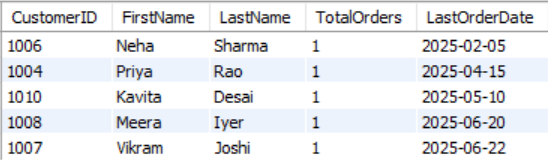 CustomerID FirstName LastName TotalOrders LastOrderDate
1006 Neha Sharma 1 2025-02-05
1004 Priya Rao 1 2025-04-15
1010 Kavita Desai 1 2025-05-10
1008 Meera Iyer 1 2025-06-20
1007 Vikram Joshi 1 2025-06-22